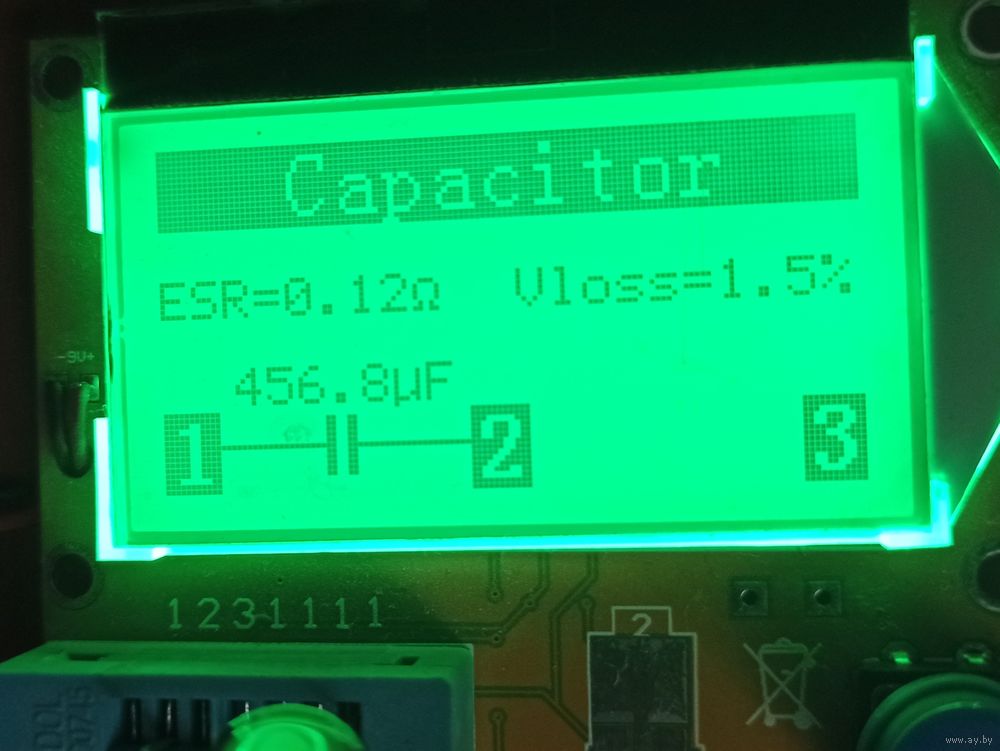 Capacitor
ESR=0.12Ω Vloss=1.5%
-9V+
456.8µF
1 2 3
1231111
2
www.ay.by